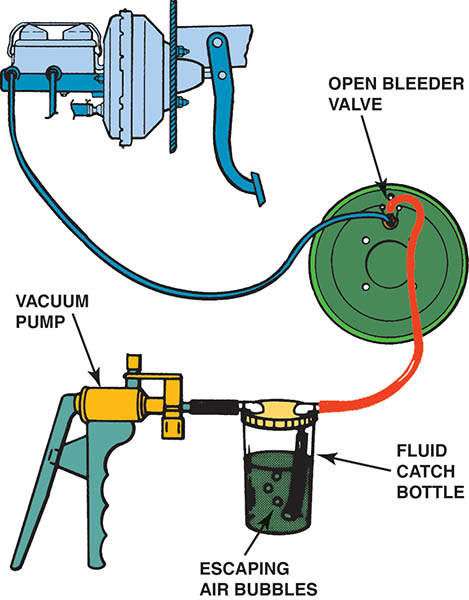 OPEN BLEEDER
VALVE
VACUUM
PUMP
FLUID
CATCH
BOTTLE
ESCAPING
AIR BUBBLES